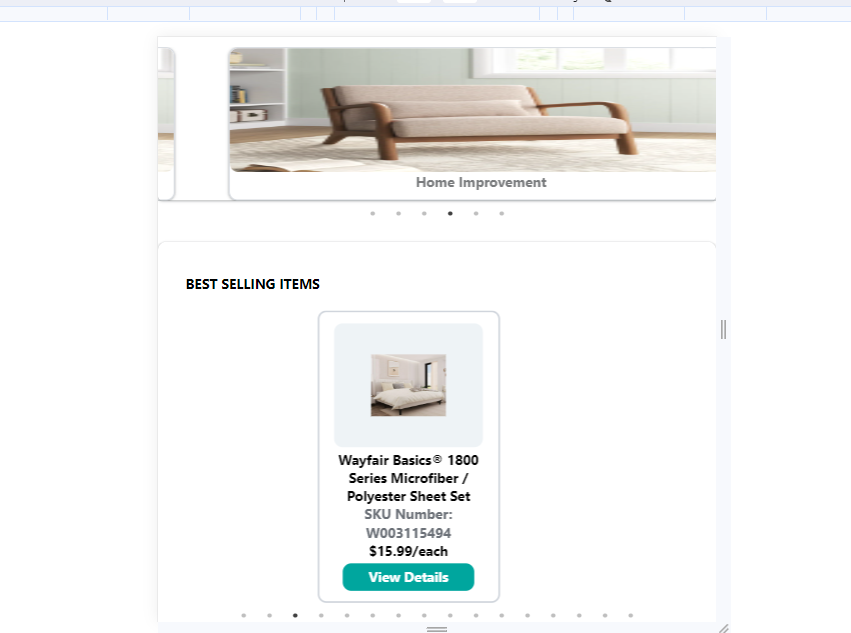 Home Improvement
BEST SELLING ITEMS
Wayfair Basics® 1800
Series Microfiber /
Polyester Sheet Set
SKU Number:
W003115494
$15.99/each
View Details